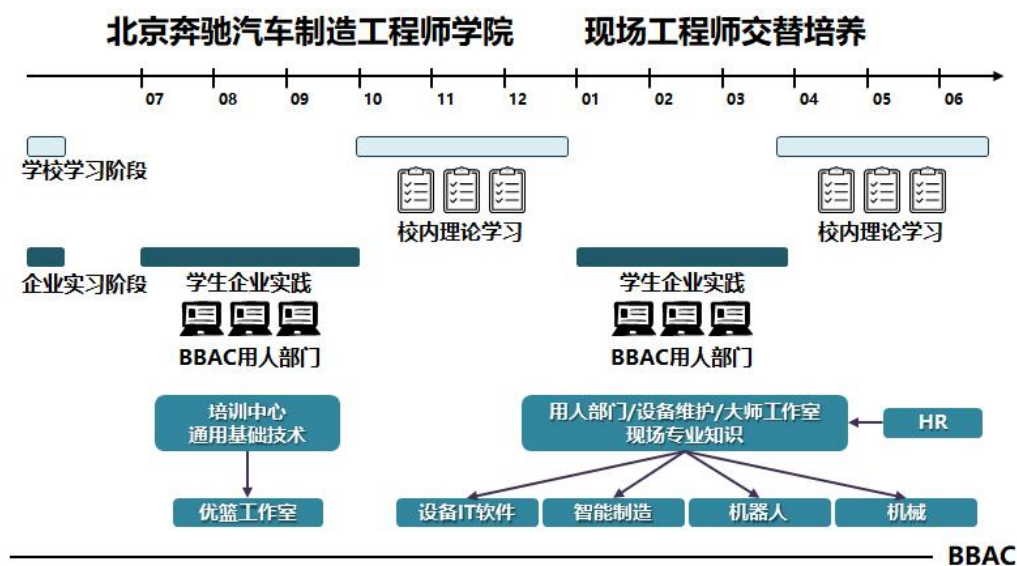 北京奔驰汽车制造工程师学院 现场工程师交替培养
07 08 09 10 11 12 01 02 03 04 05 06
学校学习阶段
校内理论学习 校内理论学习
企业实习阶段
学生企业实践 学生企业实践
BBAC用人部门 BBAC用人部门
培训中心
通用基础技术
用人部门/设备维护/大师工作室
现场专业知识
HR
优篮工作室 设备IT软件 智能制造 机器人 机械
BBAC